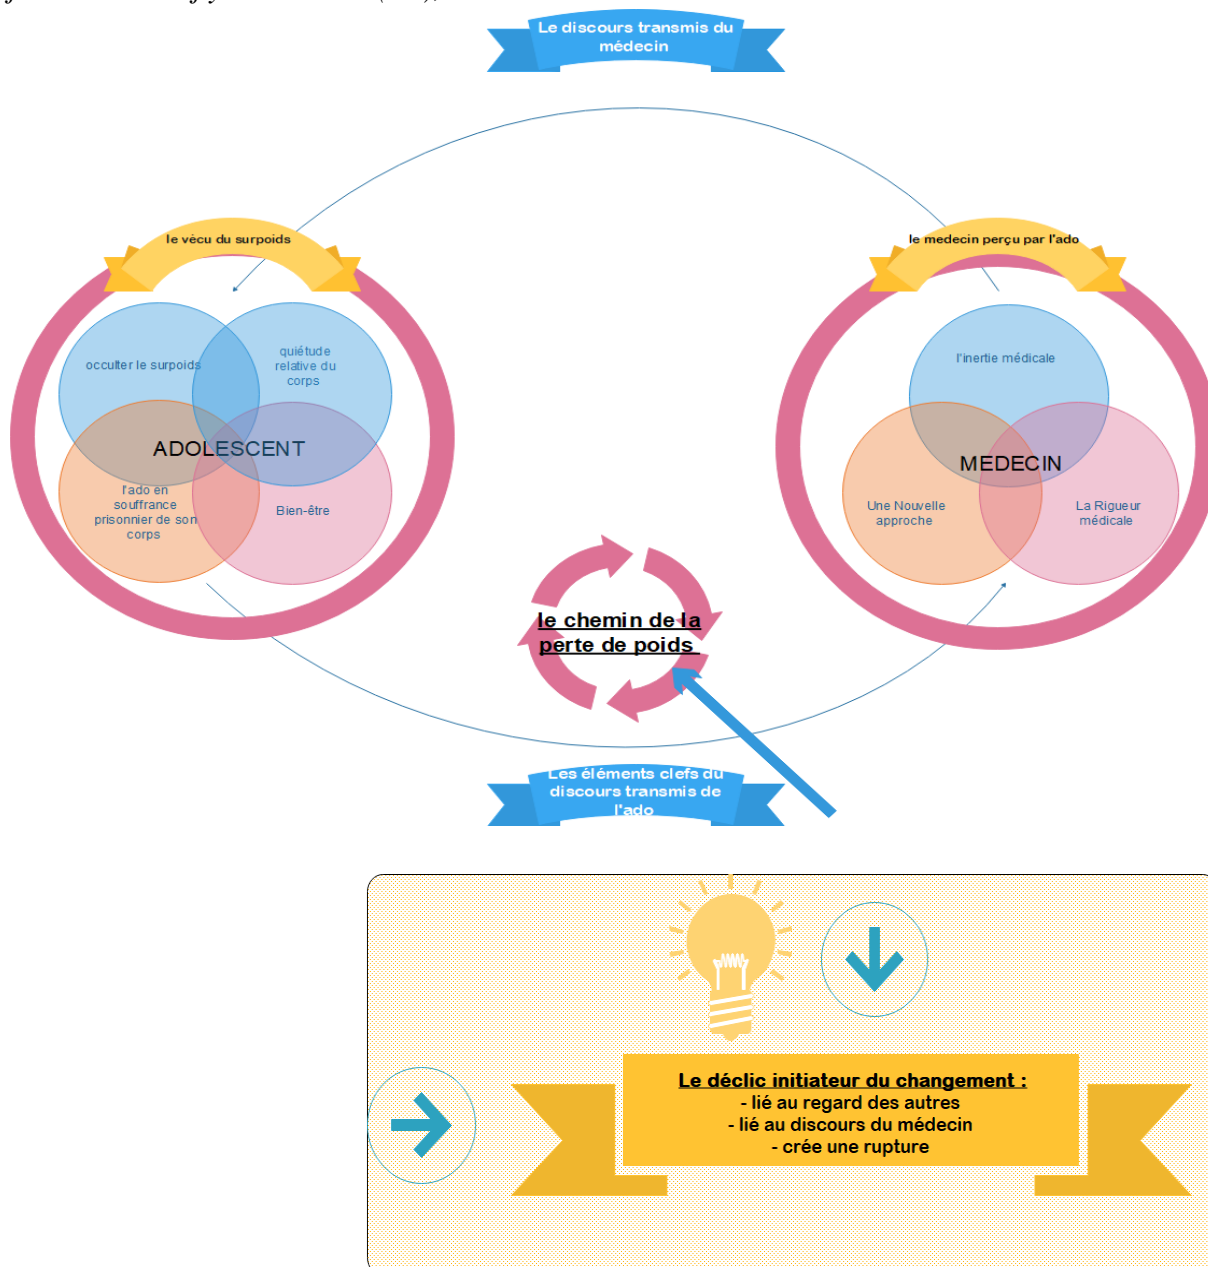 Le discours transmis du
médecin
le vécu du surpoids
le medecin perçu par l'ado
occulter le surpoids
quiétude
relative du
corps
ADOLESCENT
l'ado en
souffrance
prisonnier de son
corps
Bien-être
l'inertie médicale
MEDECIN
Une Nouvelle
approche
La Rigueur
médicale
le chemin de la
perte de poids
Les éléments clefs du
discours transmis de
l'ado
Le déclic initiateur du changement :
- lié au regard des autres
- lié au discours du médecin
- crée une rupture